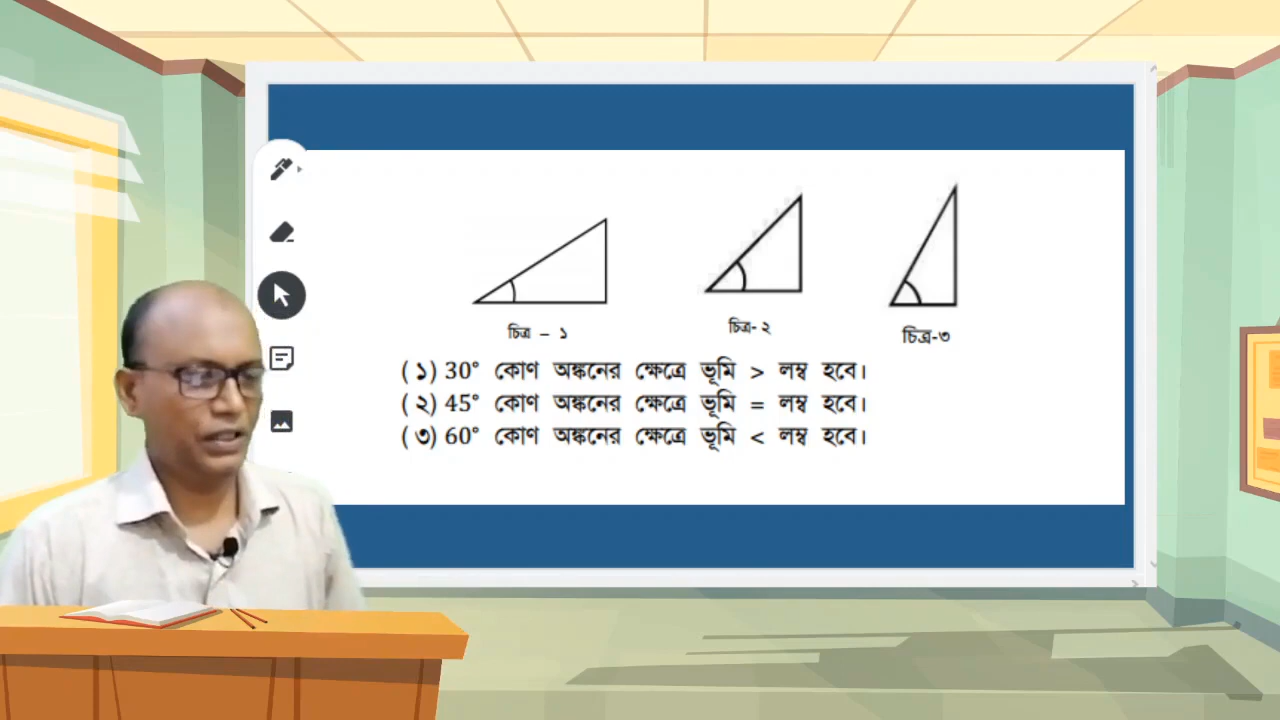 চিত্র – ১
চিত্র- ২
চিত্র-৩
( ১) 30° কোণ অঙ্কনের ক্ষেত্রে ভূমি > লম্ব হবে।
( ২) 45° কোণ অঙ্কনের ক্ষেত্রে ভূমি = লম্ব হবে।
( ৩) 60° কোণ অঙ্কনের ক্ষেত্রে ভূমি < লম্ব হবে।